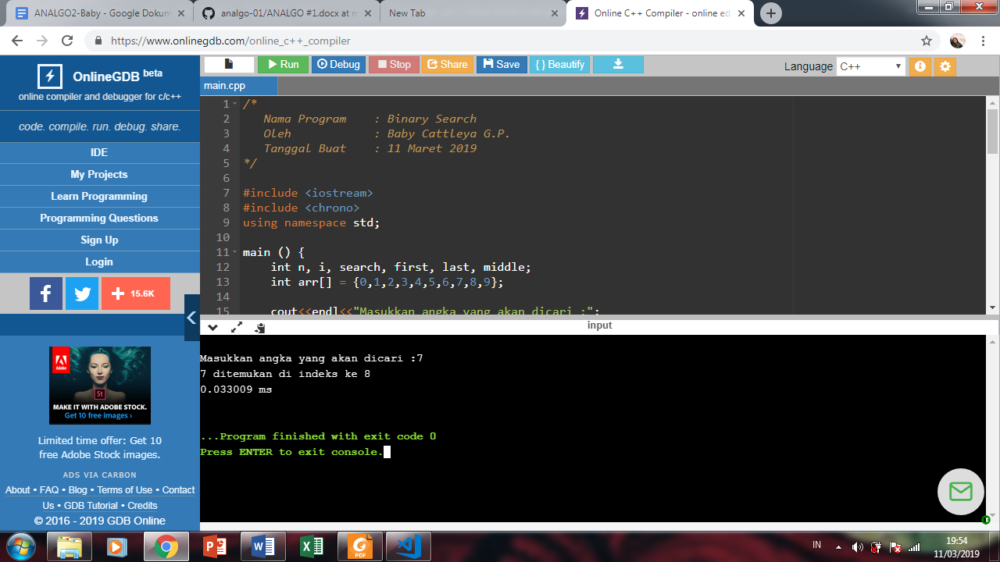 ANALGO2-Baby - Google Dokum
analgo-01/ANALGO #1.docx at m
New Tab
Online C++ Compiler - online ed
https://www.onlinegdb.com/online_c++_compiler
OnlineGDB beta
online compiler and debugger for c/c++
code. compile. run. debug. share.
IDE
My Projects
Learn Programming
Programming Questions
Sign Up
Login
15.6K
Adobe
St
MAKE IT WITH ADOBE STOCK.
Get 10 free images ›
Limited time offer: Get 10
free Adobe Stock images.
ADS VIA CARBON
About • FAQ • Blog • Terms of Use • Contact
Us • GDB Tutorial • Credits
© 2016 - 2019 GDB Online
Run Debug Stop Share Save { } Beautify
Language C++
main.cpp
1 /*
2 Nama Program : Binary Search
3 Oleh : Baby Cattleya G.P.
4 Tanggal Buat : 11 Maret 2019
5 */
6
7 #include <iostream>
8 #include <chrono>
9 using namespace std;
10
11 main () {
12 int n, i, search, first, last, middle;
13 int arr[] = {0,1,2,3,4,5,6,7,8,9};
14
15 cout<<endl<<"Masukkan angka yang akan dicari :";
input
Masukkan angka yang akan dicari :7
7 ditemukan di indeks ke 8
0.033009 ms
...Program finished with exit code 0
Press ENTER to exit console.
PDF
IN
19:54
11/03/2019